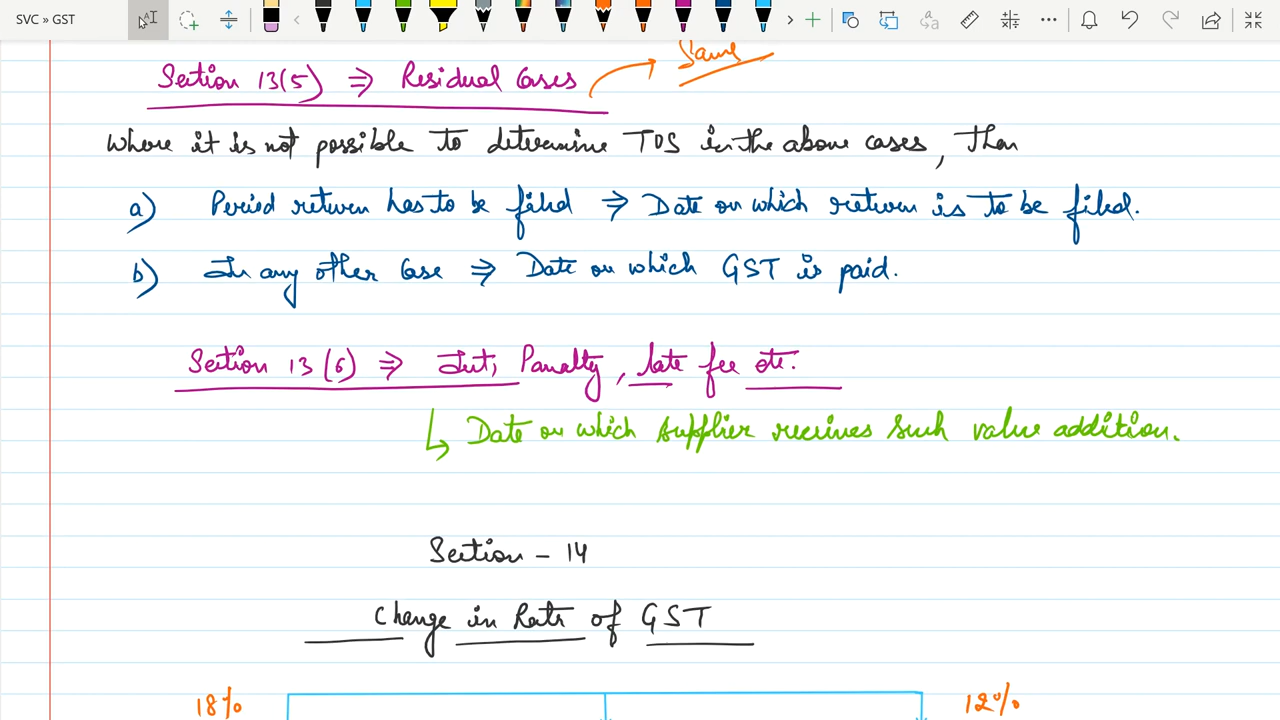 SVC » GST
Same
Section 13(5) ⇒ Residual Cases
Where it is not possible to determine TOS in the above cases, Then
a) Period return has to be filed ⇒ Date on which return is to be filed.
b) In any other Case ⇒ Date on which GST is paid.
Section 13(6) ⇒ Int, Panalty, late fee etc.
↳ Date on which supplier receives such value addition.
Section - 14
Change in Rate of GST
18% 12%